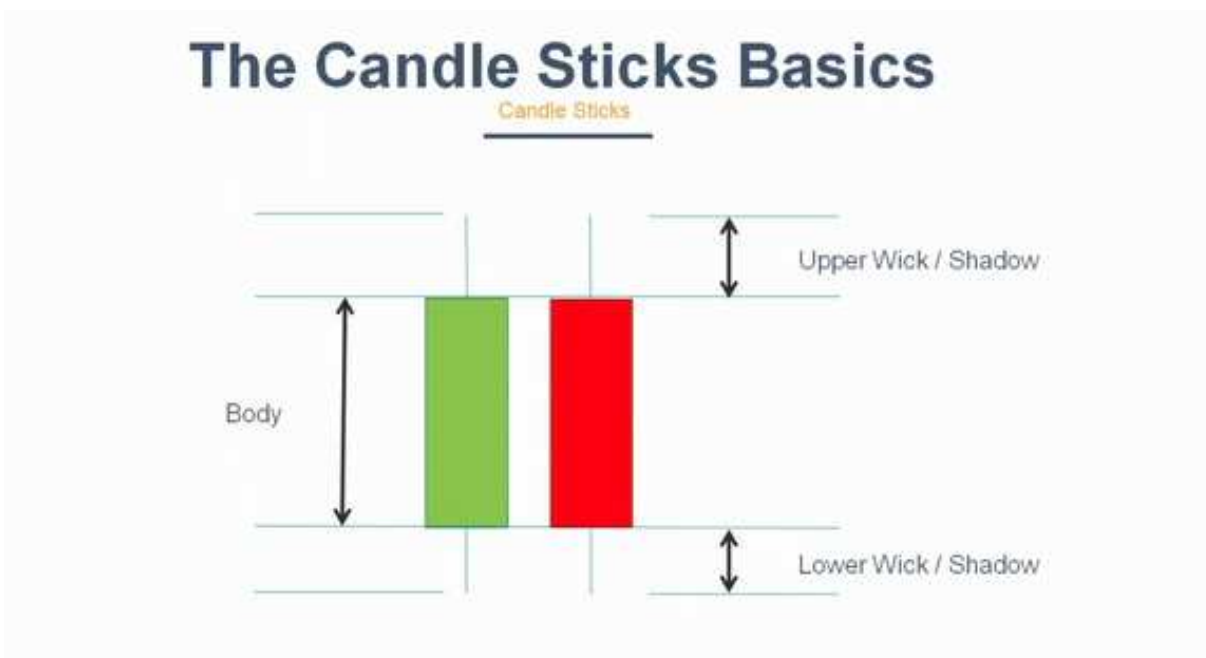 The Candle Sticks Basics
Candle Sticks
Upper Wick / Shadow
Body
Lower Wick / Shadow